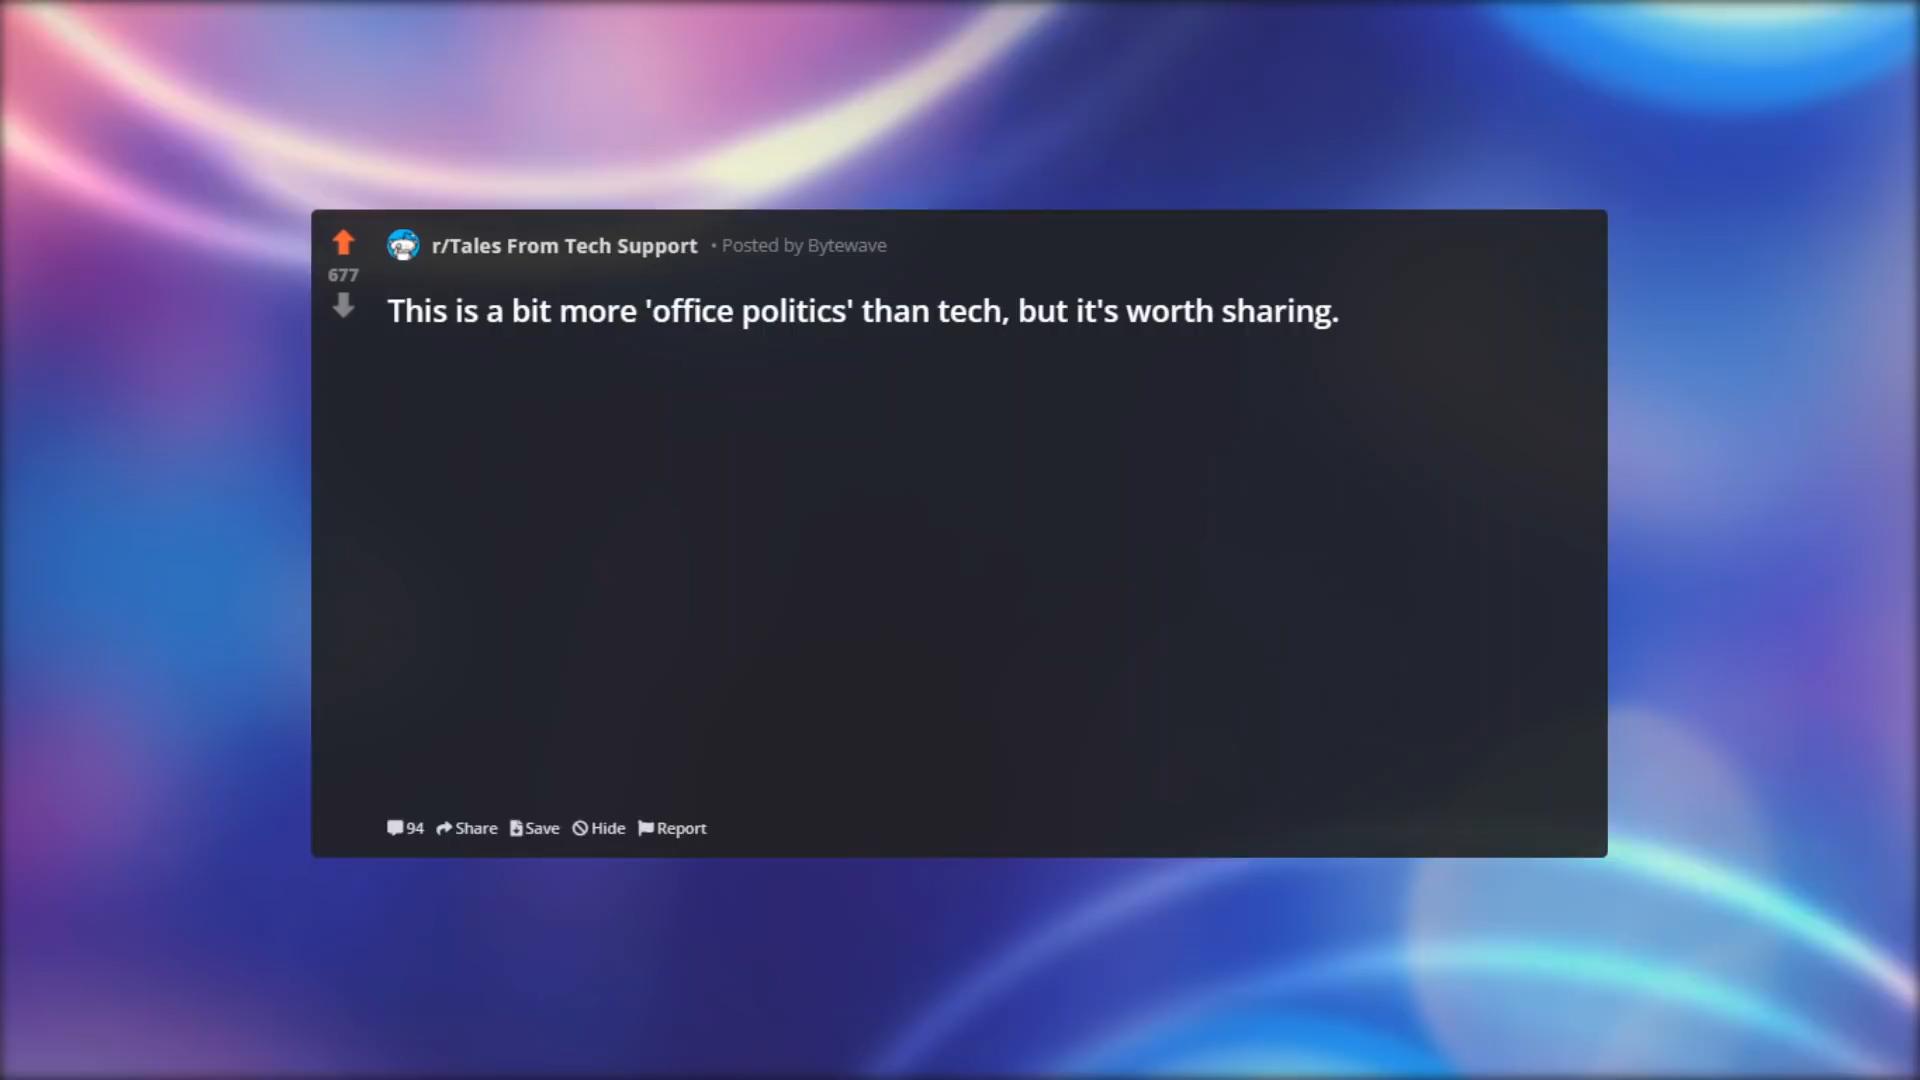 r/Tales From Tech Support • Posted by Bytewave
677
This is a bit more 'office politics' than tech, but it's worth sharing.
94 Share Save Hide Report